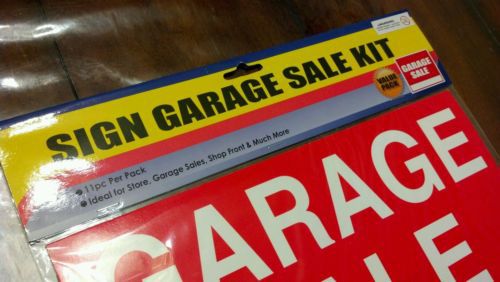 SIGN GARAGE SALE KIT
VALUE
PACK
GARAGE
SALE
11pc Per Pack
Ideal for Store, Garage Sales, Shop Front & Much More
GARAGE
SALE